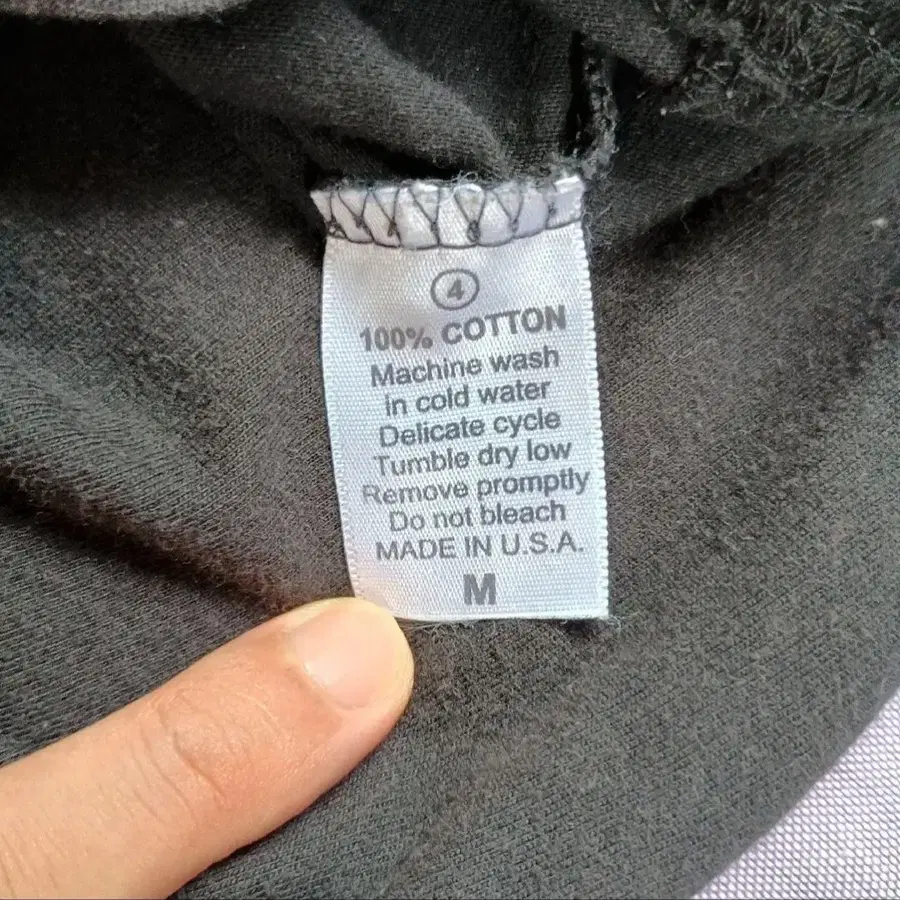 4
100% COTTON
Machine wash
in cold water
Delicate cycle
Tumble dry low
Remove promptly
Do not bleach
MADE IN U.S.A.
M